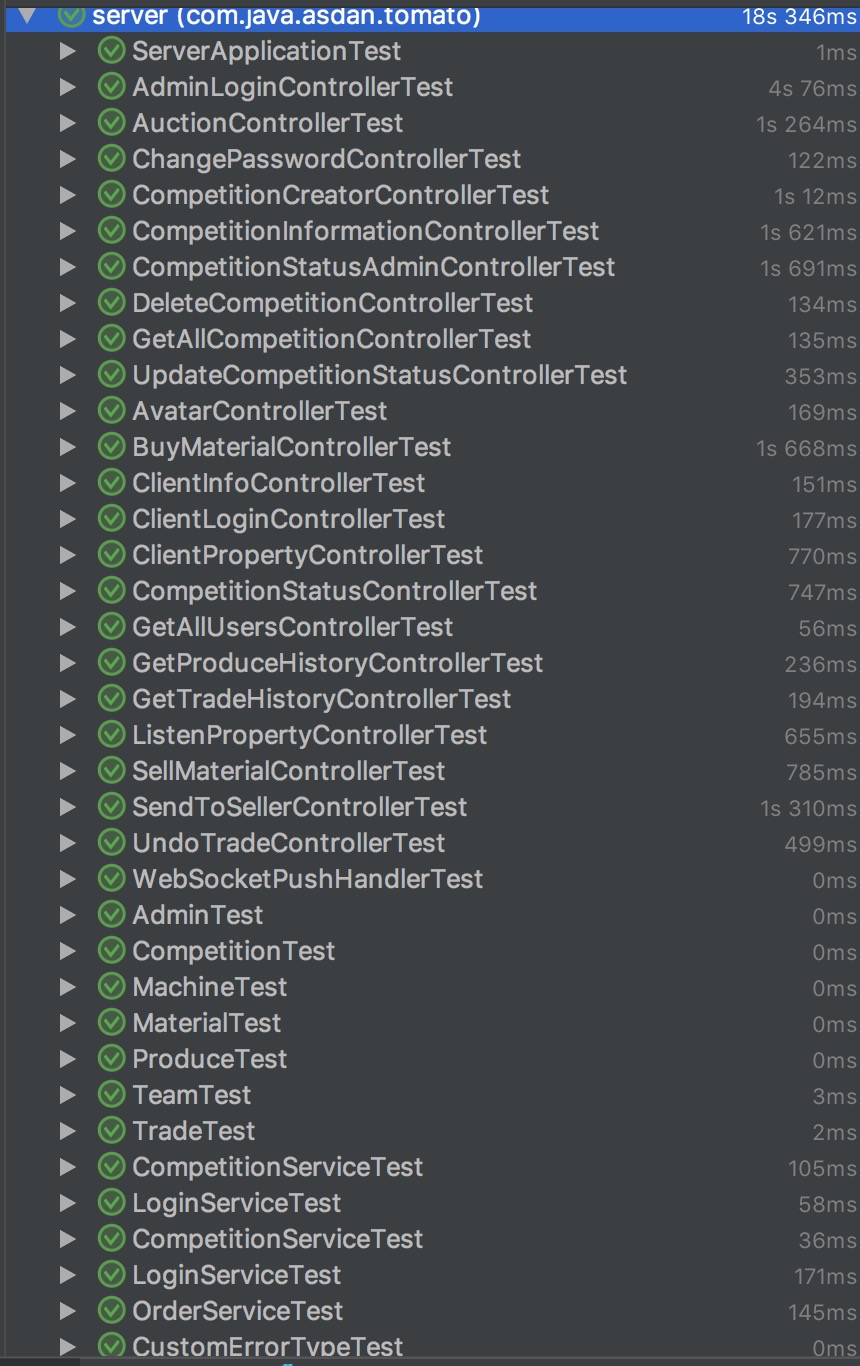 server (com.java.asdan.tomato) 18s 346ms
ServerApplicationTest 1ms
AdminLoginControllerTest 4s 76ms
AuctionControllerTest 1s 264ms
ChangePasswordControllerTest 122ms
CompetitionCreatorControllerTest 1s 12ms
CompetitionInformationControllerTest 1s 621ms
CompetitionStatusAdminControllerTest 1s 691ms
DeleteCompetitionControllerTest 134ms
GetAllCompetitionControllerTest 135ms
UpdateCompetitionStatusControllerTest 353ms
AvatarControllerTest 169ms
BuyMaterialControllerTest 1s 668ms
ClientInfoControllerTest 151ms
ClientLoginControllerTest 177ms
ClientPropertyControllerTest 770ms
CompetitionStatusControllerTest 747ms
GetAllUsersControllerTest 56ms
GetProduceHistoryControllerTest 236ms
GetTradeHistoryControllerTest 194ms
ListenPropertyControllerTest 655ms
SellMaterialControllerTest 785ms
SendToSellerControllerTest 1s 310ms
UndoTradeControllerTest 499ms
WebSocketPushHandlerTest 0ms
AdminTest 0ms
CompetitionTest 0ms
MachineTest 0ms
MaterialTest 0ms
ProduceTest 0ms
TeamTest 3ms
TradeTest 2ms
CompetitionServiceTest 105ms
LoginServiceTest 58ms
CompetitionServiceTest 36ms
LoginServiceTest 171ms
OrderServiceTest 145ms
CustomErrorTypeTest 0ms